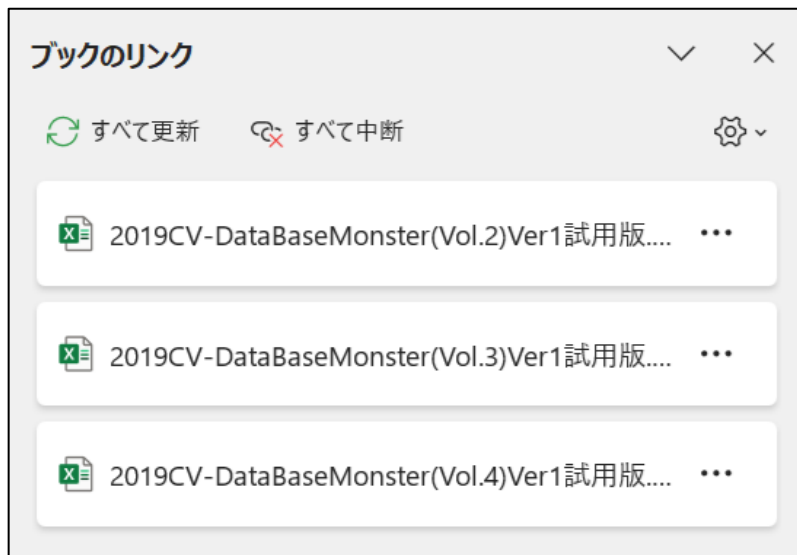 ブックのリンク
すべて更新 すべて中断
2019CV-DataBaseMonster(Vol.2)Ver1試用版....
2019CV-DataBaseMonster(Vol.3)Ver1試用版....
2019CV-DataBaseMonster(Vol.4)Ver1試用版....